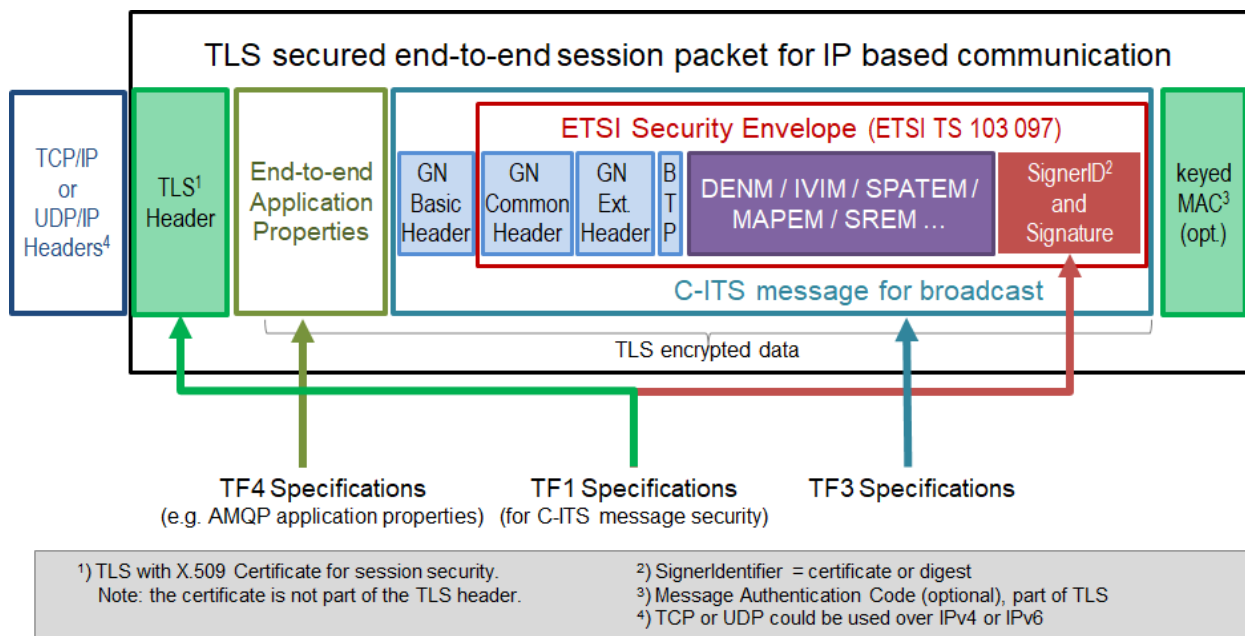 TLS secured end-to-end session packet for IP based communication
ETSI Security Envelope (ETSI TS 103 097)
TCP/IP
or
UDP/IP
Headers⁴
TLS¹
Header
End-to-end
Application
Properties
GN
Basic
Header
GN
Common
Header
GN
Ext.
Header
B
T
P
DENM / IVIM / SPATEM /
MAPEM / SREM ...
SignerID²
and
Signature
keyed
MAC³
(opt.)
C-ITS message for broadcast
TLS encrypted data
TF4 Specifications
(e.g. AMQP application properties)
TF1 Specifications
(for C-ITS message security)
TF3 Specifications
¹) TLS with X.509 Certificate for session security.
Note: the certificate is not part of the TLS header.
²) SignerIdentifier = certificate or digest
³) Message Authentication Code (optional), part of TLS
⁴) TCP or UDP could be used over IPv4 or IPv6